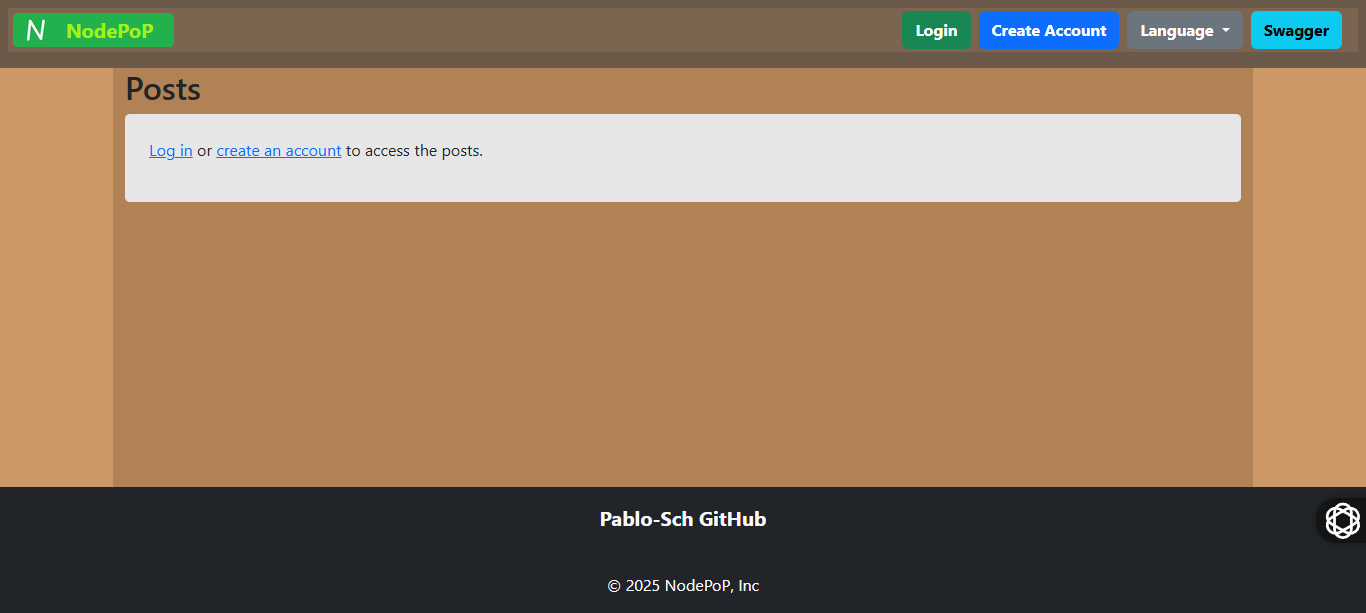 N NodePoP
Login
Create Account
Language
Swagger
Posts
Log in or create an account to access the posts.
Pablo-Sch GitHub
© 2025 NodePoP, Inc